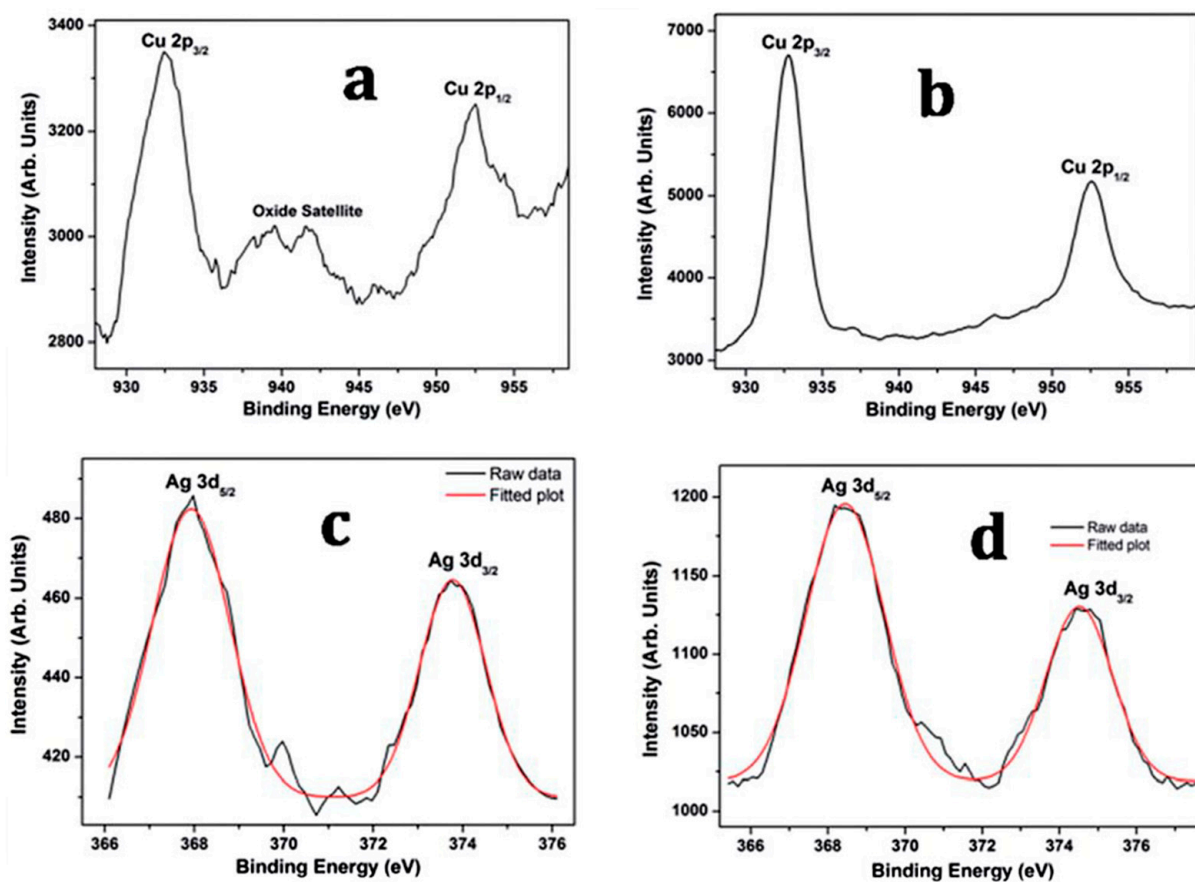 a
Cu 2p3/2
Cu 2p1/2
Oxide Satellite
3400
3200
3000
2800
Intensity (Arb. Units)
930 935 940 945 950 955
Binding Energy (eV)
b
Cu 2p3/2
Cu 2p1/2
7000
6000
5000
4000
3000
Intensity (Arb. Units)
930 935 940 945 950 955
Binding Energy (eV)
c
Ag 3d5/2
Ag 3d3/2
Raw data
Fitted plot
480
460
440
420
Intensity (Arb. Units)
366 368 370 372 374 376
Binding Energy (eV)
d
Ag 3d5/2
Ag 3d3/2
Raw data
Fitted plot
1200
1150
1100
1050
1000
Intensity (Arb. Units)
366 368 370 372 374 376
Binding Energy (eV)